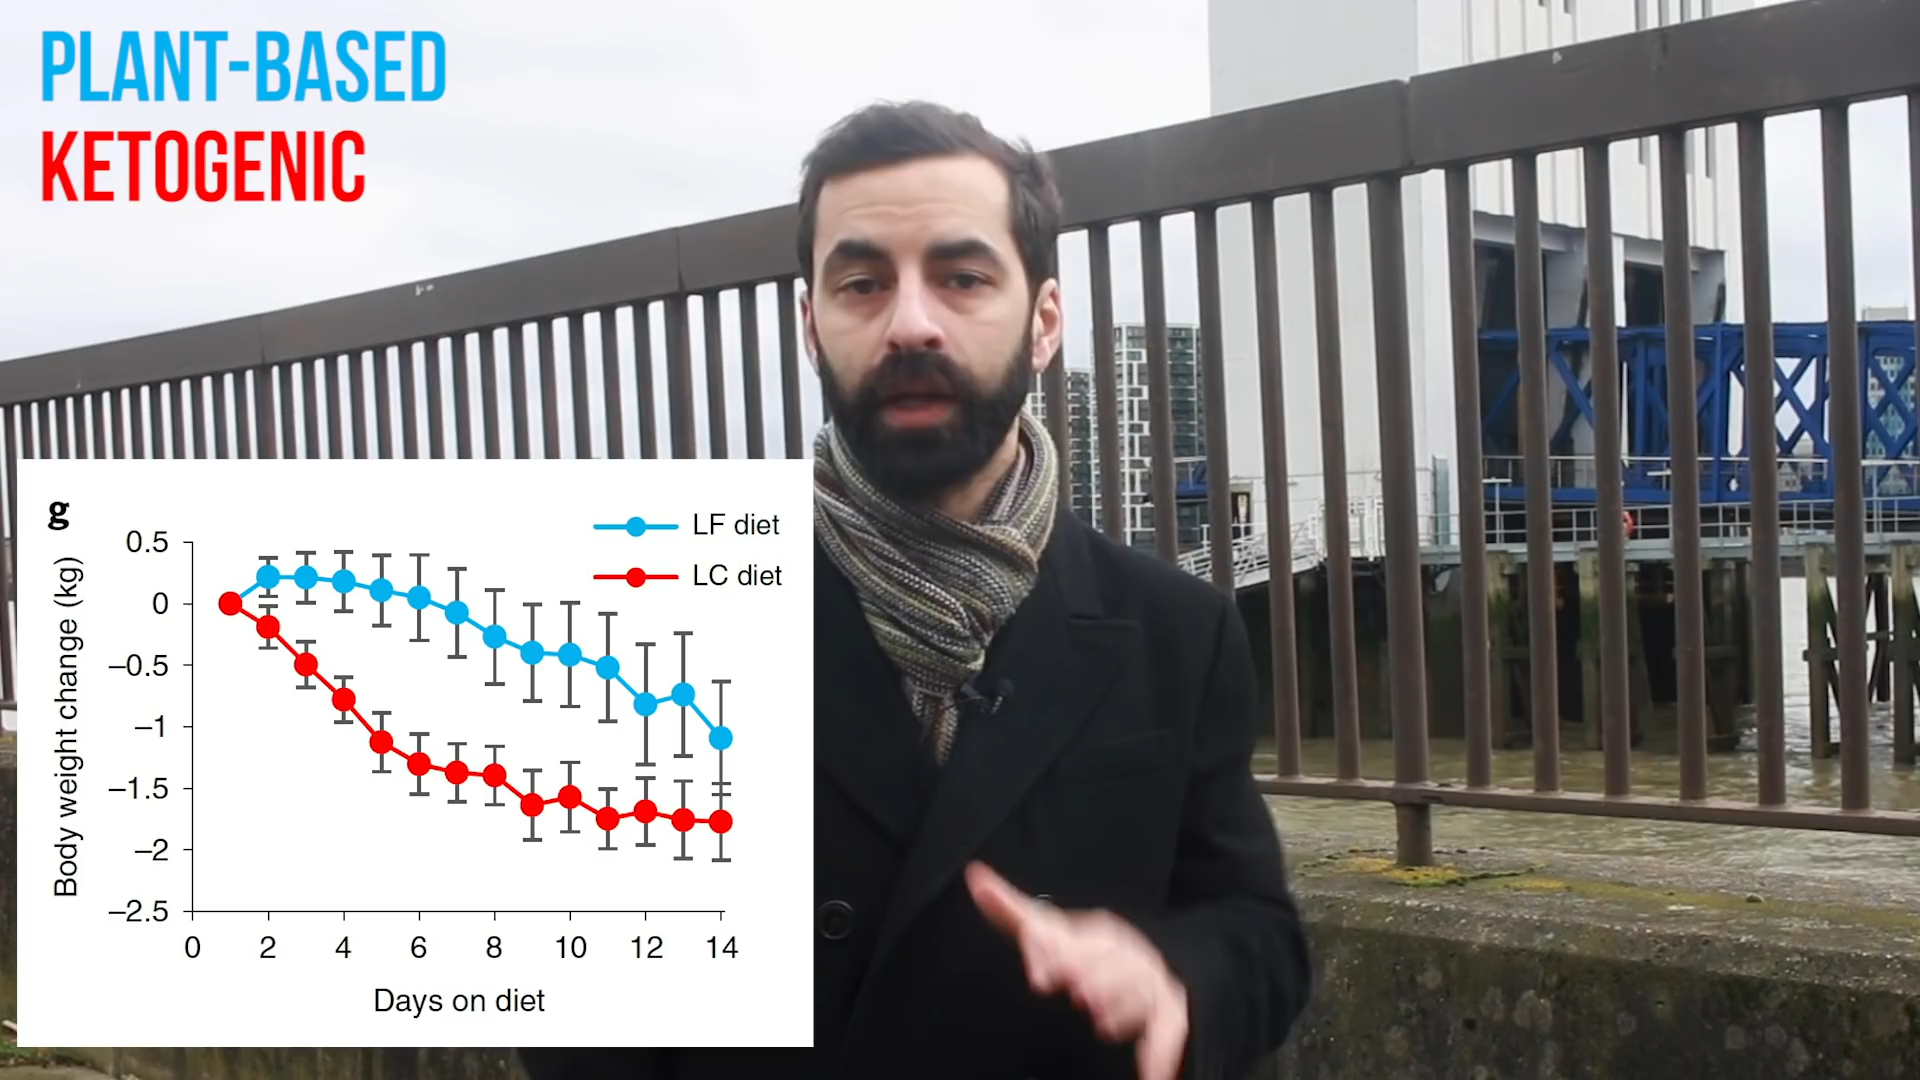 PLANT-BASED
KETOGENIC
g
LF diet
LC diet
Body weight change (kg)
0.5
0
–0.5
–1
–1.5
–2
–2.5
0 2 4 6 8 10 12 14
Days on diet